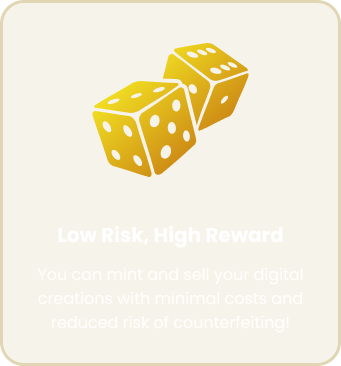 Low Risk, High Reward
You can mint and sell your digital
creations with minimal costs and
reduced risk of counterfeiting!